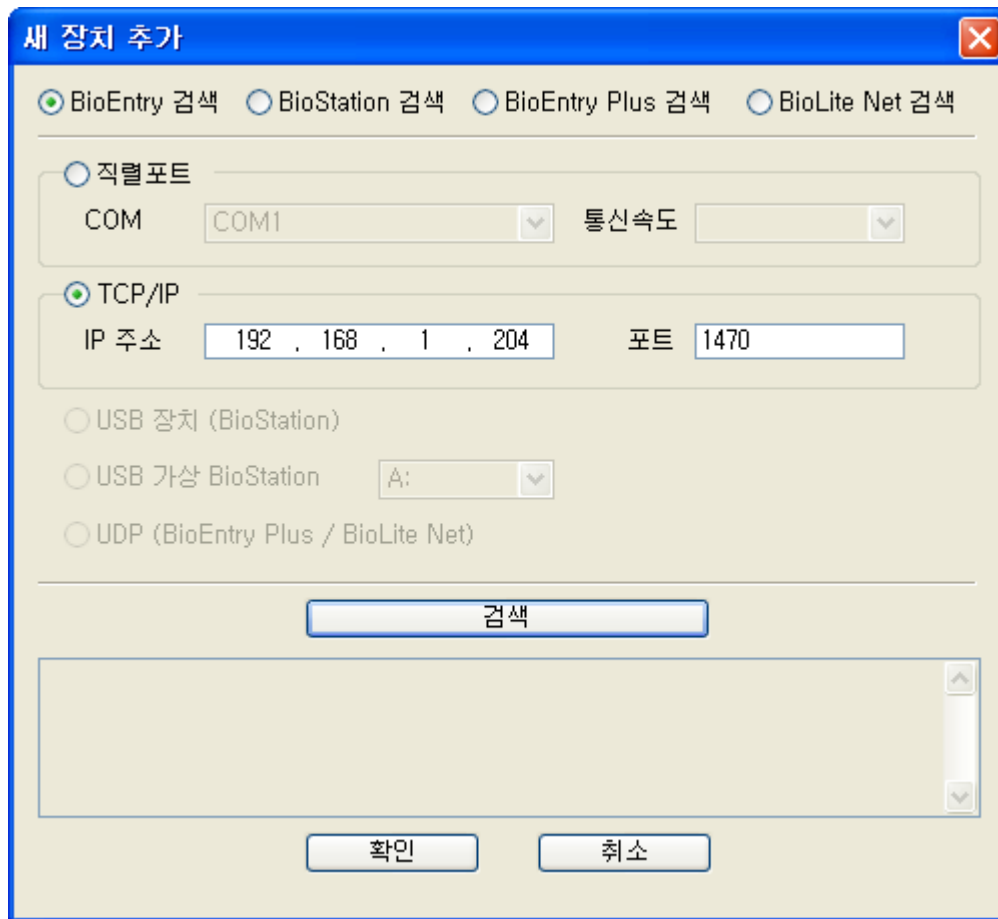 새 장치 추가
BioEntry 검색 BioStation 검색 BioEntry Plus 검색 BioLite Net 검색
직렬포트
COM COM1 통신속도
TCP/IP
IP 주소 192 . 168 . 1 . 204 포트 1470
USB 장치 (BioStation)
USB 가상 BioStation A:
UDP (BioEntry Plus / BioLite Net)
검색
확인 취소